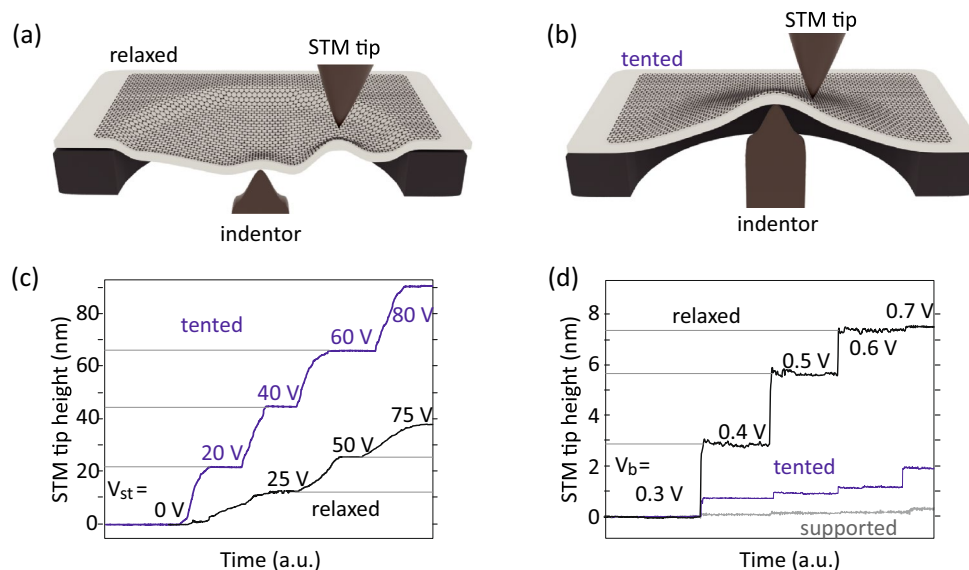 (a)
relaxed
STM tip
indentor
(b)
tented
STM tip
indentor
(c)
STM tip height (nm)
80
60
40
20
0
tented
V_st =
0 V
20 V
40 V
60 V
80 V
25 V
50 V
75 V
relaxed
Time (a.u.)
(d)
STM tip height (nm)
8
6
4
2
0
relaxed
V_b =
0.3 V
0.4 V
0.5 V
0.6 V
0.7 V
tented
supported
Time (a.u.)